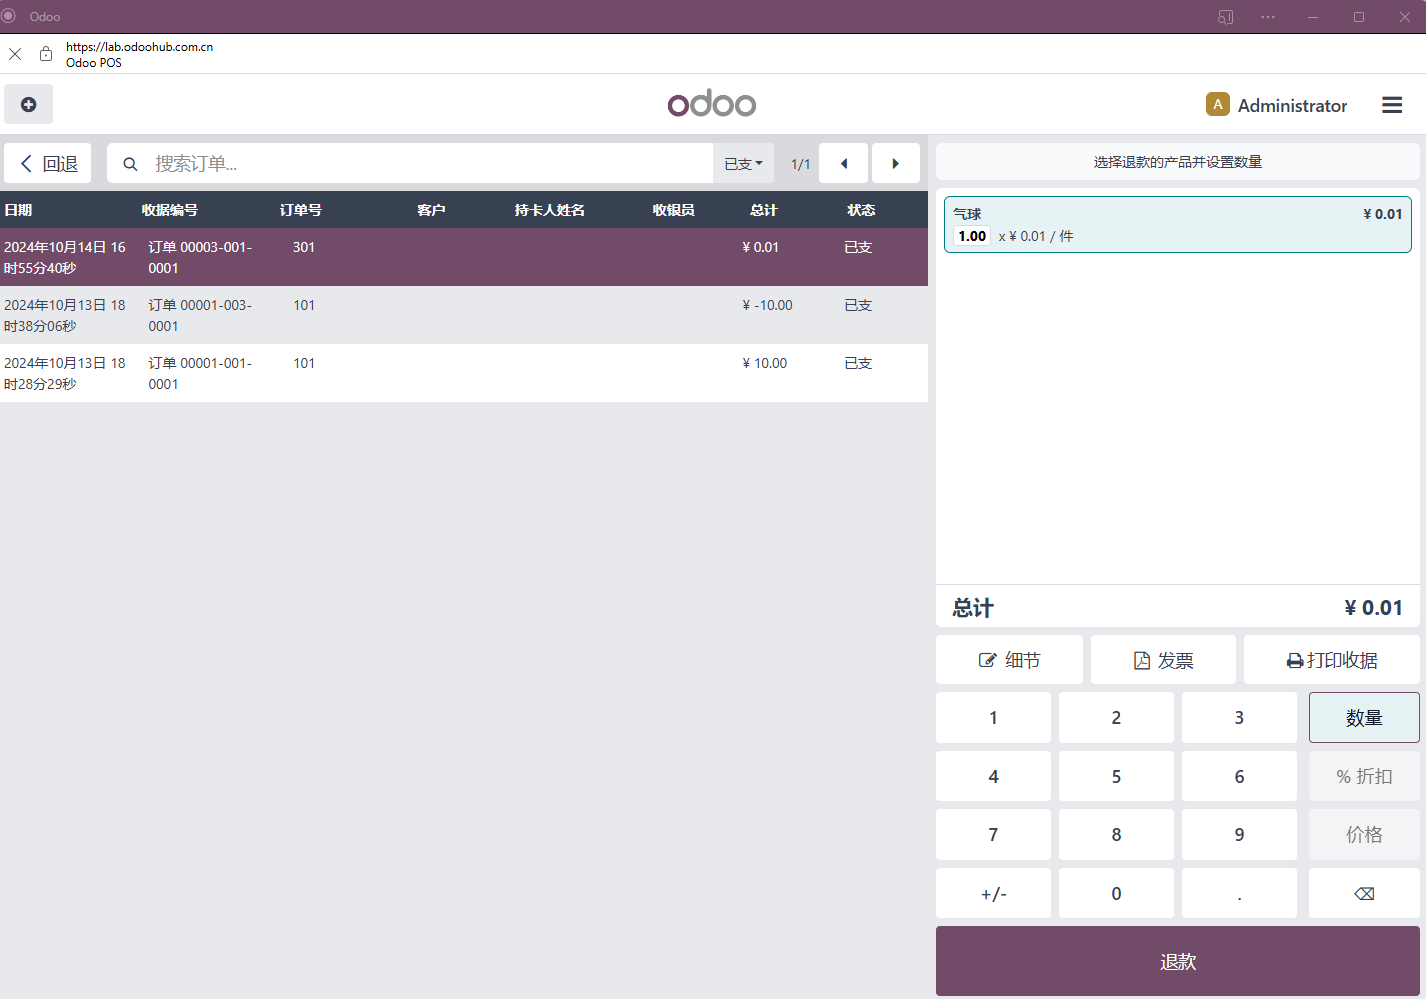 Odoo
https://lab.odoohub.com.cn
Odoo POS
odoo
A Administrator
回退
搜索订单...
已支
1/1
选择退款的产品并设置数量
日期 收据编号 订单号 客户 持卡人姓名 收银员 总计 状态
2024年10月14日 16时55分40秒 订单 00003-001-0001 301 ¥ 0.01 已支
2024年10月13日 18时38分06秒 订单 00001-003-0001 101 ¥ -10.00 已支
2024年10月13日 18时28分29秒 订单 00001-001-0001 101 ¥ 10.00 已支
气球 ¥ 0.01
1.00 x ¥ 0.01 / 件
总计 ¥ 0.01
细节 发票 打印收据
1 2 3 数量
4 5 6 % 折扣
7 8 9 价格
+/- 0 . ⌫
退款